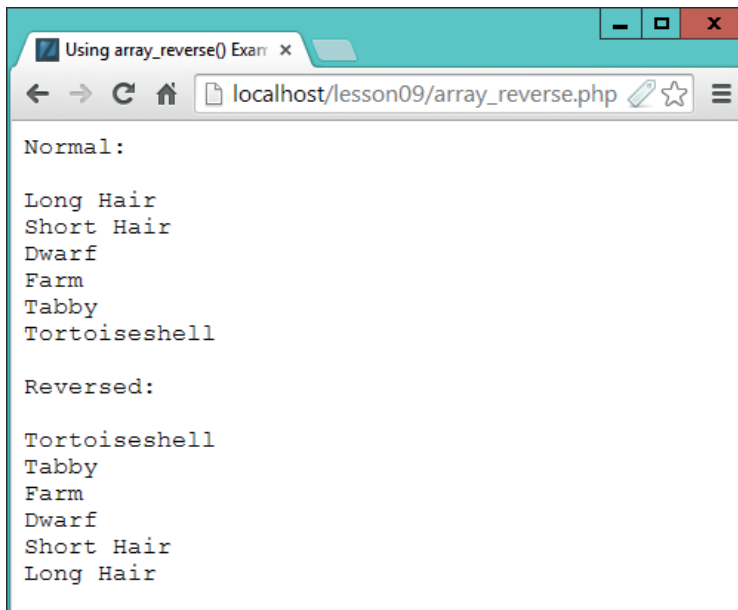 Using array_reverse() Exam
localhost/lesson09/array_reverse.php
Normal:
Long Hair
Short Hair
Dwarf
Farm
Tabby
Tortoiseshell
Reversed:
Tortoiseshell
Tabby
Farm
Dwarf
Short Hair
Long Hair